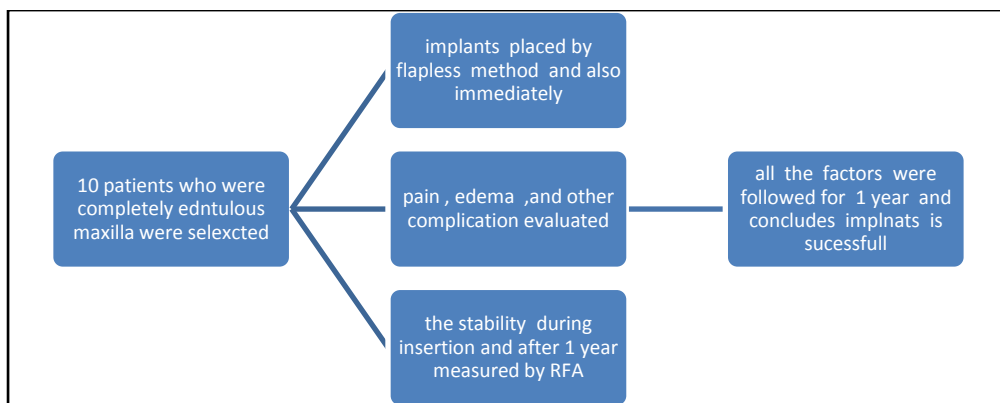 implants placed by
flapless method and also
immediately
10 patients who were
completely edntulous
maxilla were selexcted
pain , edema ,and other
complication evaluated
all the factors were
followed for 1 year and
concludes implnats is
sucessfull
the stability during
insertion and after 1 year
measured by RFA